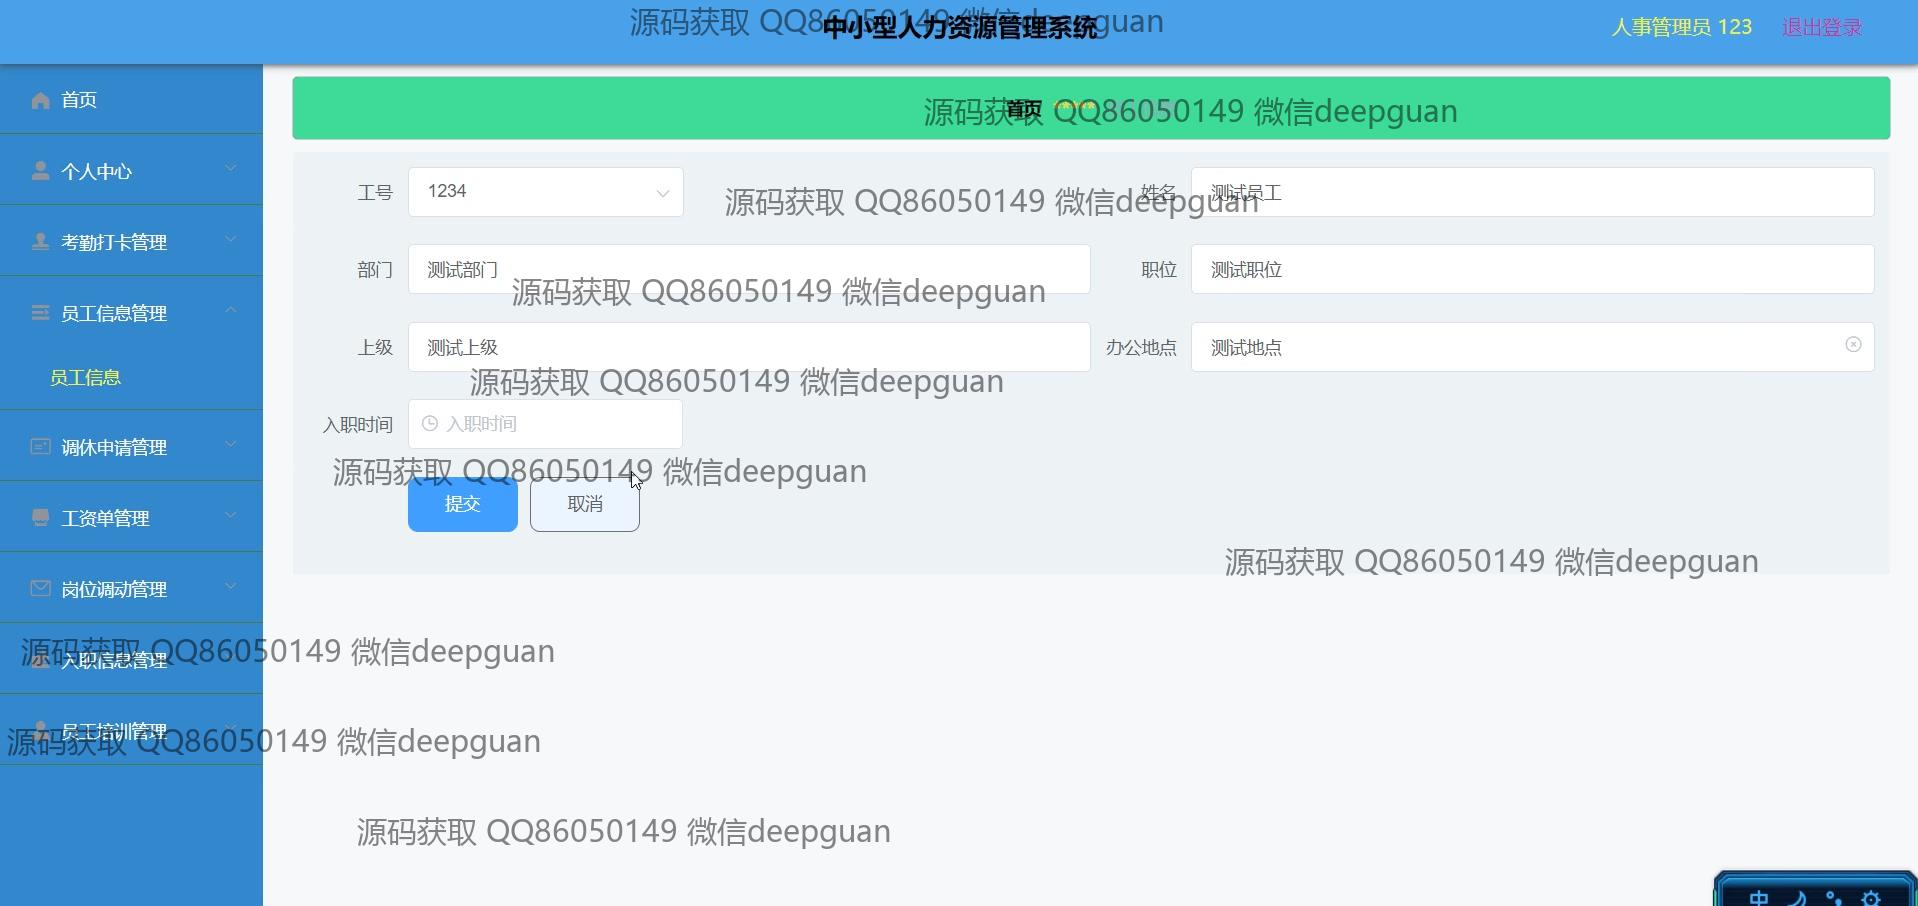 源码获取 QQ86050149 微信deepguan
中小型人力资源管理系统
人事管理员 123
退出登录
首页
首页
源码获取 QQ86050149 微信deepguan
个人中心
考勤打卡管理
员工信息管理
员工信息
调休申请管理
工资单管理
岗位调动管理
入职信息管理
员工培训管理
工号 1234
源码获取 QQ86050149 微信deepguan
姓名 测试员工
部门 测试部门
职位 测试职位
源码获取 QQ86050149 微信deepguan
上级 测试上级
办公地点 测试地点
源码获取 QQ86050149 微信deepguan
入职时间 入职时间
源码获取 QQ86050149 微信deepguan
提交 取消
源码获取 QQ86050149 微信deepguan
源码获取 QQ86050149 微信deepguan
源码获取 QQ86050149 微信deepguan
源码获取 QQ86050149 微信deepguan
中